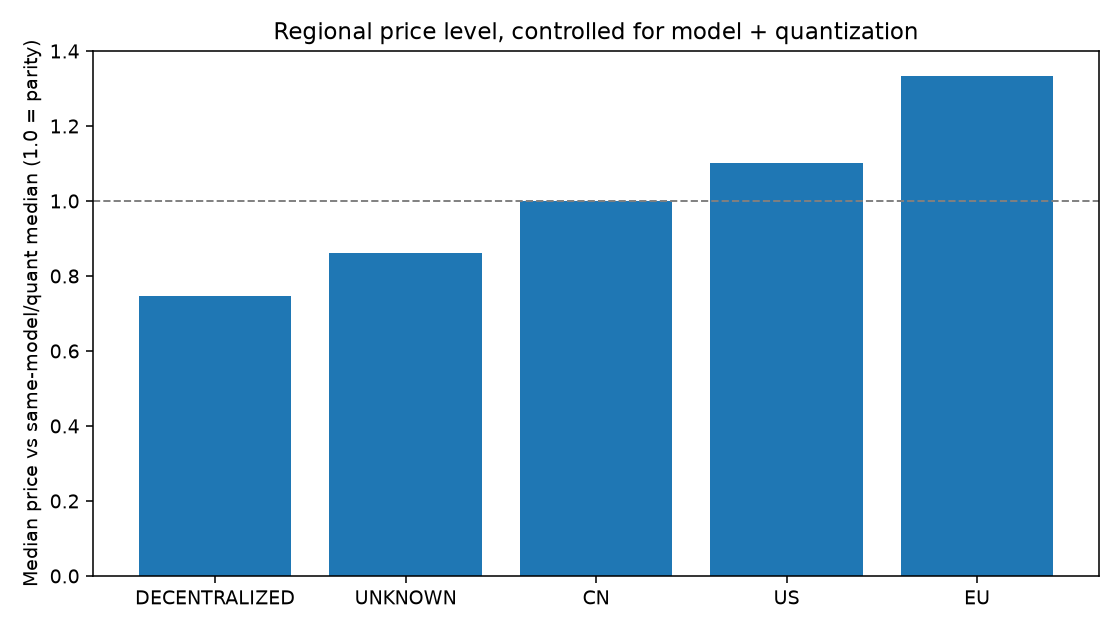 Regional price level, controlled for model + quantization
Median price vs same-model/quant median (1.0 = parity)
1.4
1.2
1.0
0.8
0.6
0.4
0.2
0.0
DECENTRALIZED UNKNOWN CN US EU